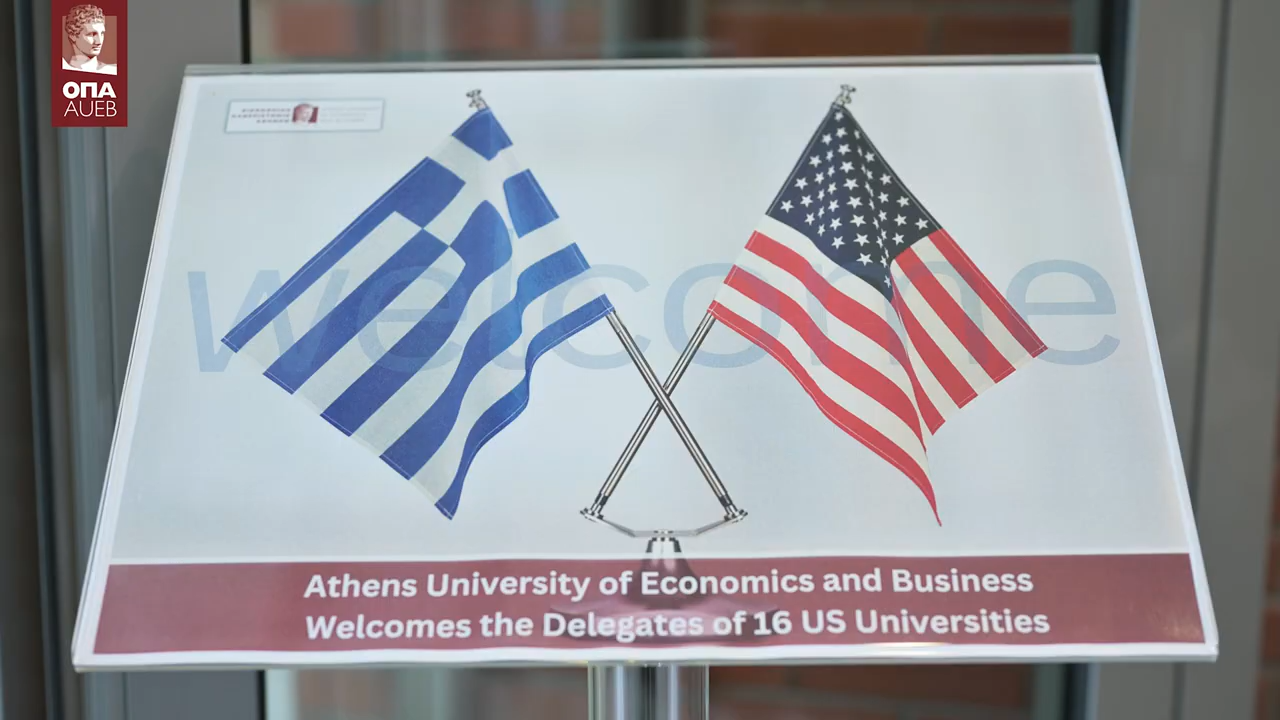 ΟΠΑ
AUEB
welcome
Athens University of Economics and Business
Welcomes the Delegates of 16 US Universities